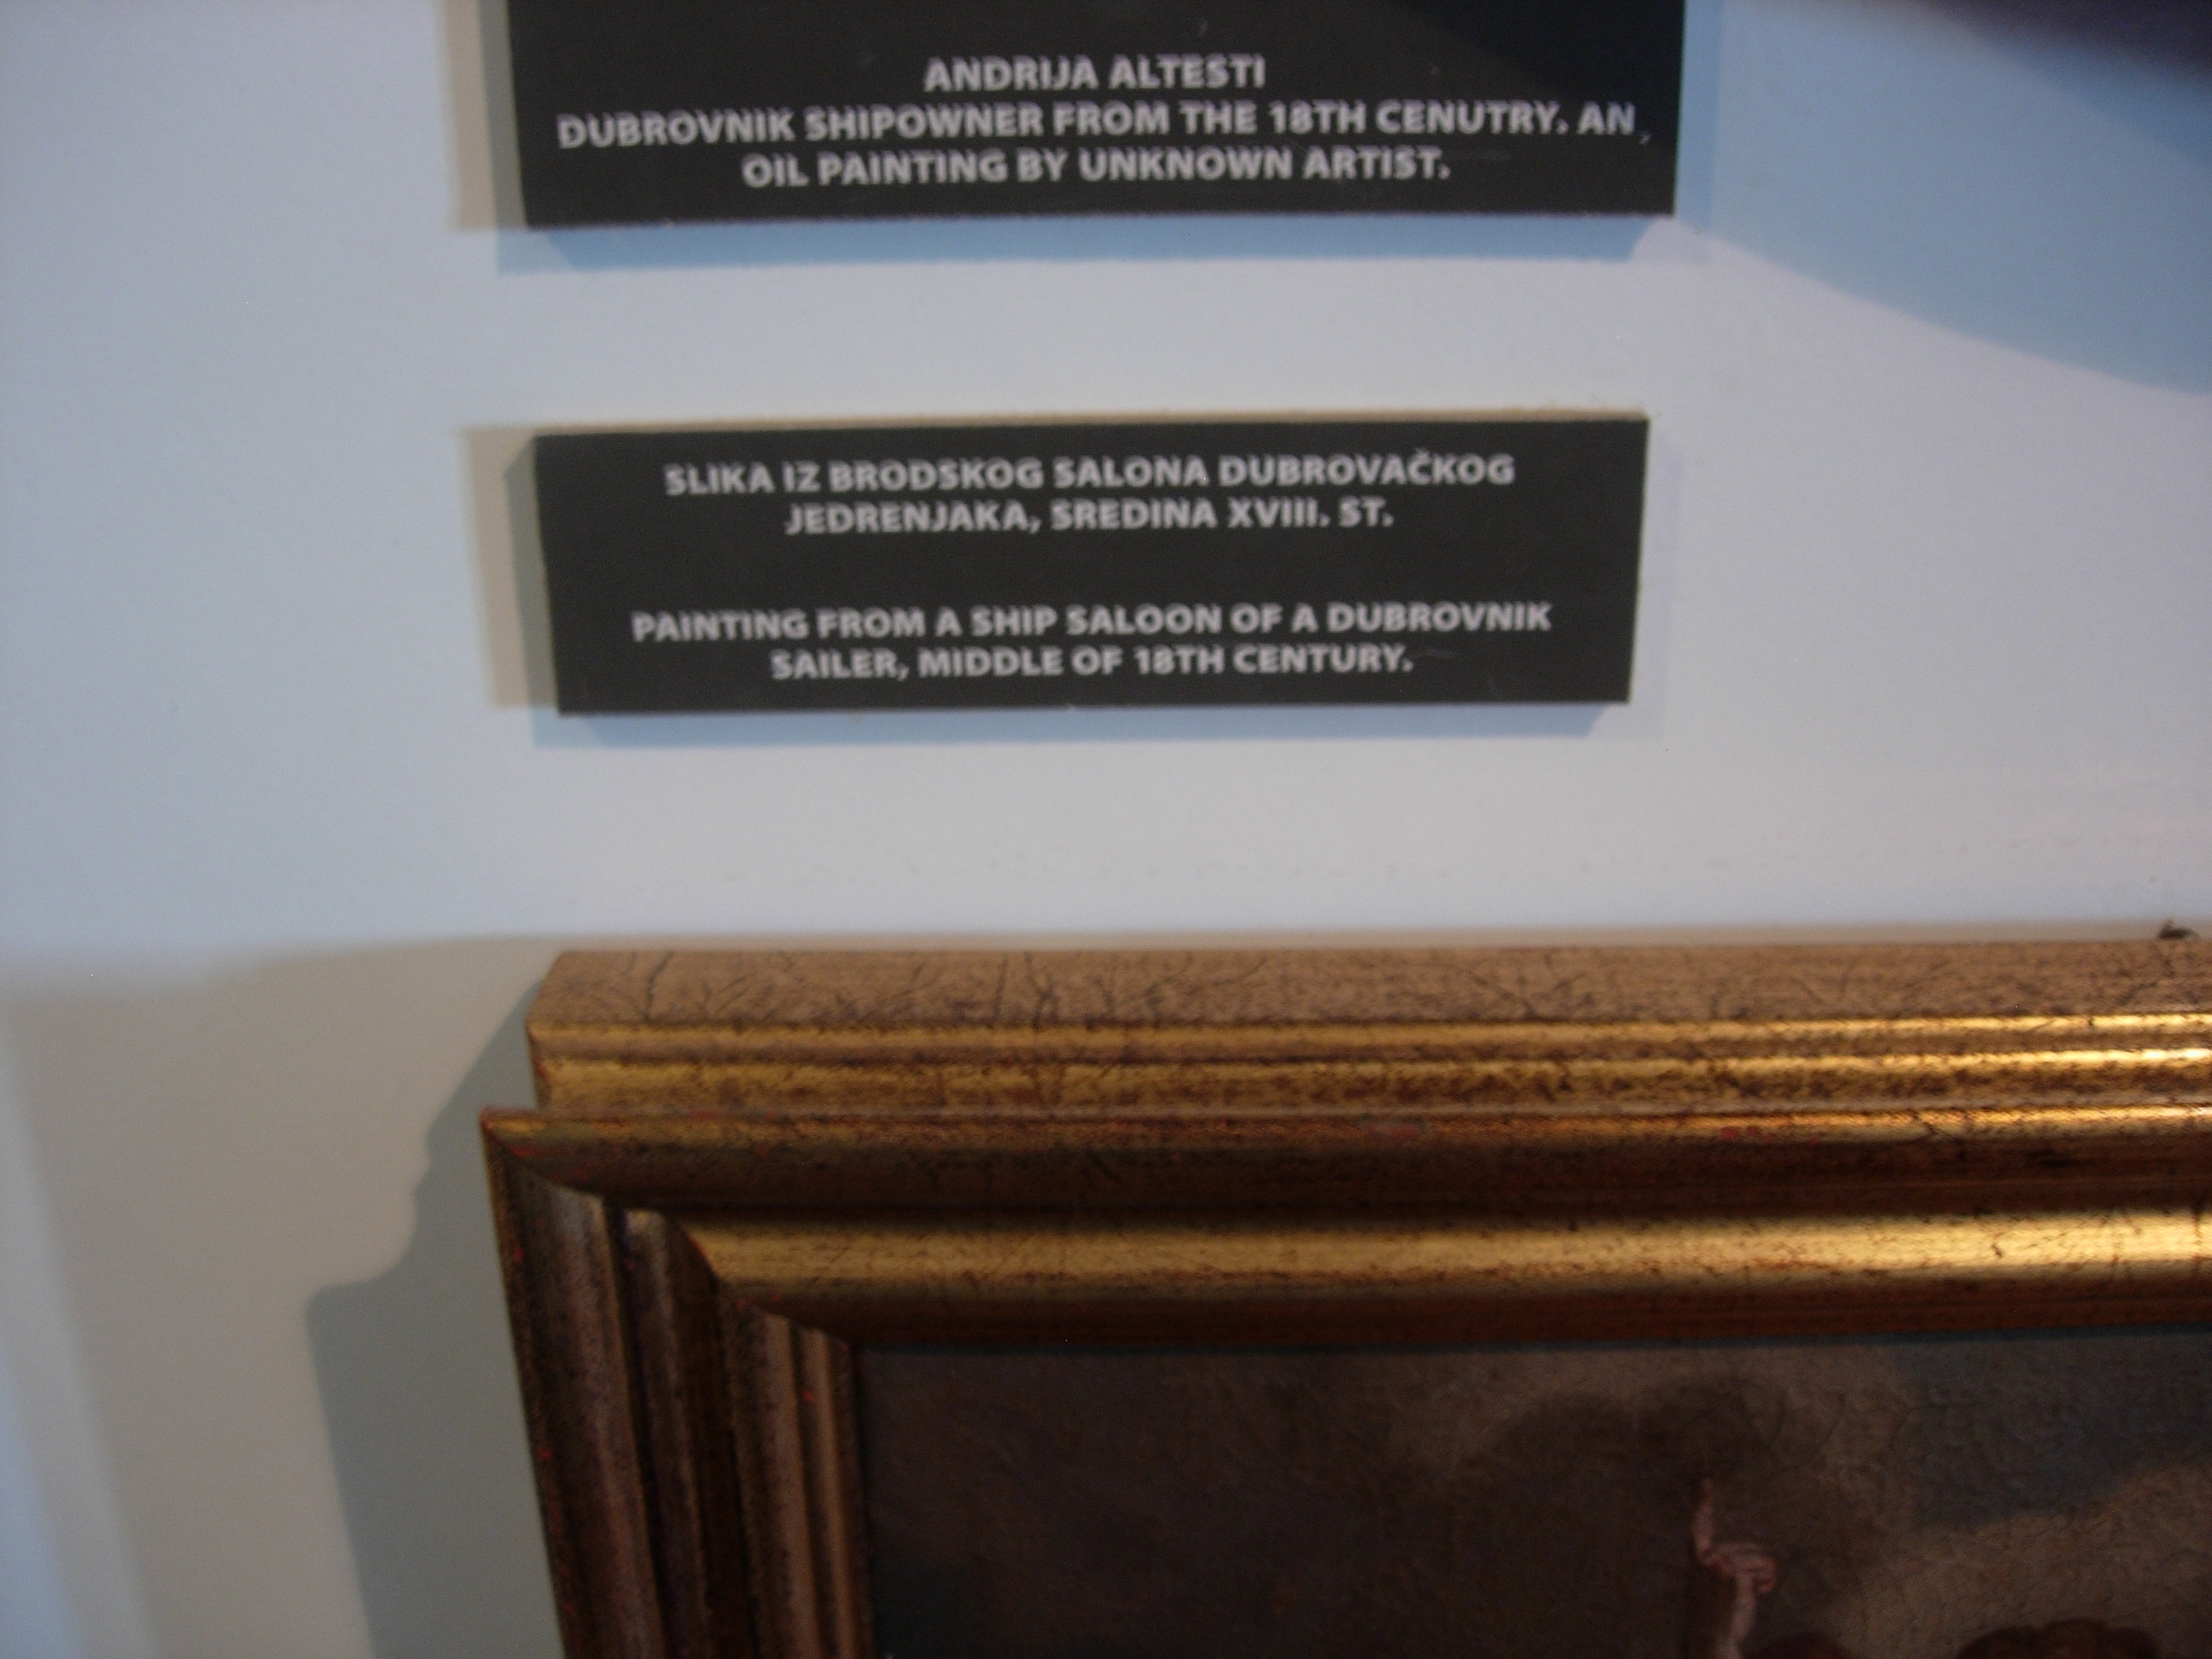 ANDRIJA ALTESTI
DUBROVNIK SHIPOWNER FROM THE 18TH CENUTRY. AN
OIL PAINTING BY UNKNOWN ARTIST.
SLIKA IZ BRODSKOG SALONA DUBROVAČKOG
JEDRENJAKA, SREDINA XVIII. ST.
PAINTING FROM A SHIP SALOON OF A DUBROVNIK
SAILER, MIDDLE OF 18TH CENTURY.